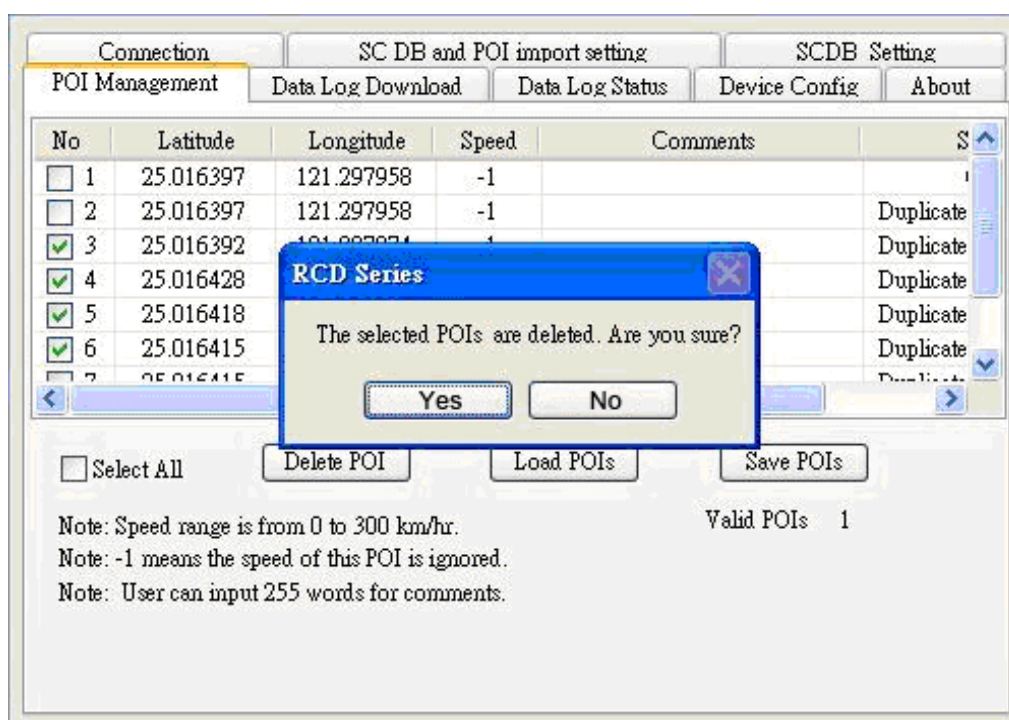 Connection SC DB and POI import setting SCDB Setting
POI Management Data Log Download Data Log Status Device Config About
No Latitude Longitude Speed Comments S
1 25.016397 121.297958 -1
2 25.016397 121.297958 -1 Duplicate
3 25.016392 Duplicate
RCD Series
4 25.016428 Duplicate
5 25.016418 Duplicate
The selected POIs are deleted. Are you sure?
6 25.016415 Duplicate
Yes No
Select All Delete POI Load POIs Save POIs
Note: Speed range is from 0 to 300 km/hr. Valid POIs 1
Note: -1 means the speed of this POI is ignored.
Note: User can input 255 words for comments.